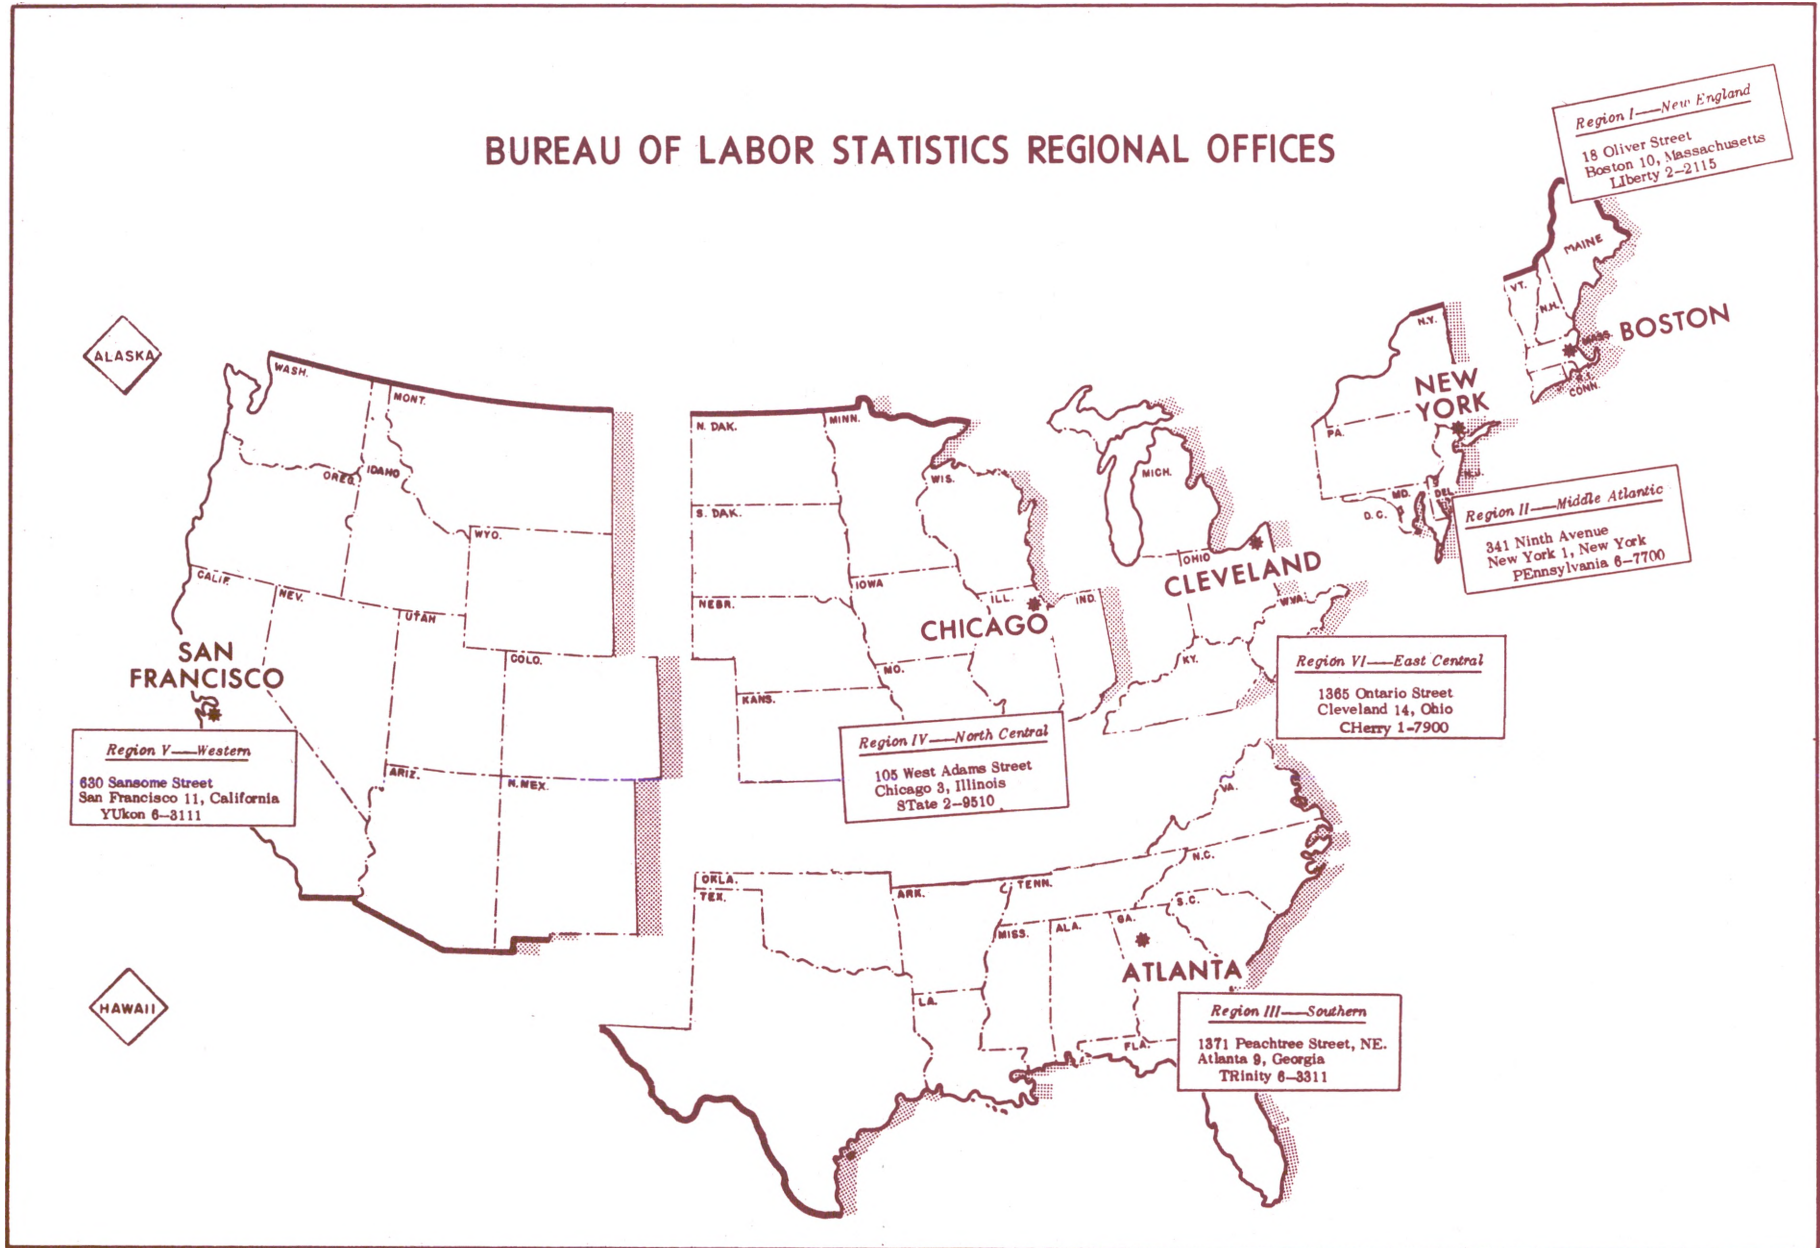 BUREAU OF LABOR STATISTICS REGIONAL OFFICES
Region I—New England
18 Oliver Street
Boston 10, Massachusetts
LIberty 2-2115
MAINE
VT.
N.H.
MASS.
BOSTON
R.I.
CONN.
N.Y.
NEW
YORK
PA.
N.J.
MD.
DEL.
D.C.
Region II—Middle Atlantic
341 Ninth Avenue
New York 1, New York
PEnnsylvania 6-7700
ALASKA
WASH.
MONT.
OREG.
IDAHO
WYO.
CALIF.
NEV.
UTAH
COLO.
SAN
FRANCISCO
Region V—Western
630 Sansome Street
San Francisco 11, California
YUkon 6-3111
ARIZ.
N.MEX.
HAWAII
N. DAK.
MINN.
WIS.
S. DAK.
IOWA
NEBR.
ILL.
IND.
CHICAGO
MO.
KANS.
Region IV—North Central
105 West Adams Street
Chicago 3, Illinois
STate 2-9510
MICH.
OHIO
CLEVELAND
W.VA.
KY.
Region VI—East Central
1365 Ontario Street
Cleveland 14, Ohio
CHerry 1-7900
VA.
N.C.
OKLA.
TEX.
ARK.
TENN.
S.C.
MISS.
ALA.
GA.
ATLANTA
LA.
FLA.
Region III—Southern
1371 Peachtree Street, NE.
Atlanta 9, Georgia
TRinity 6-3311